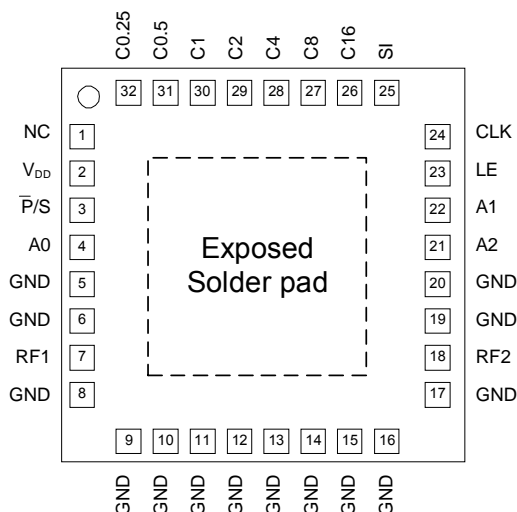 C0.25 C0.5 C1 C2 C4 C8 C16 SI
32 31 30 29 28 27 26 25
NC 1 24 CLK
VDD 2 23 LE
P̅/S 3 22 A1
A0 4 21 A2
GND 5 20 GND
GND 6 19 GND
RF1 7 18 RF2
GND 8 17 GND
Exposed
Solder pad
9 10 11 12 13 14 15 16
GND GND GND GND GND GND GND GND